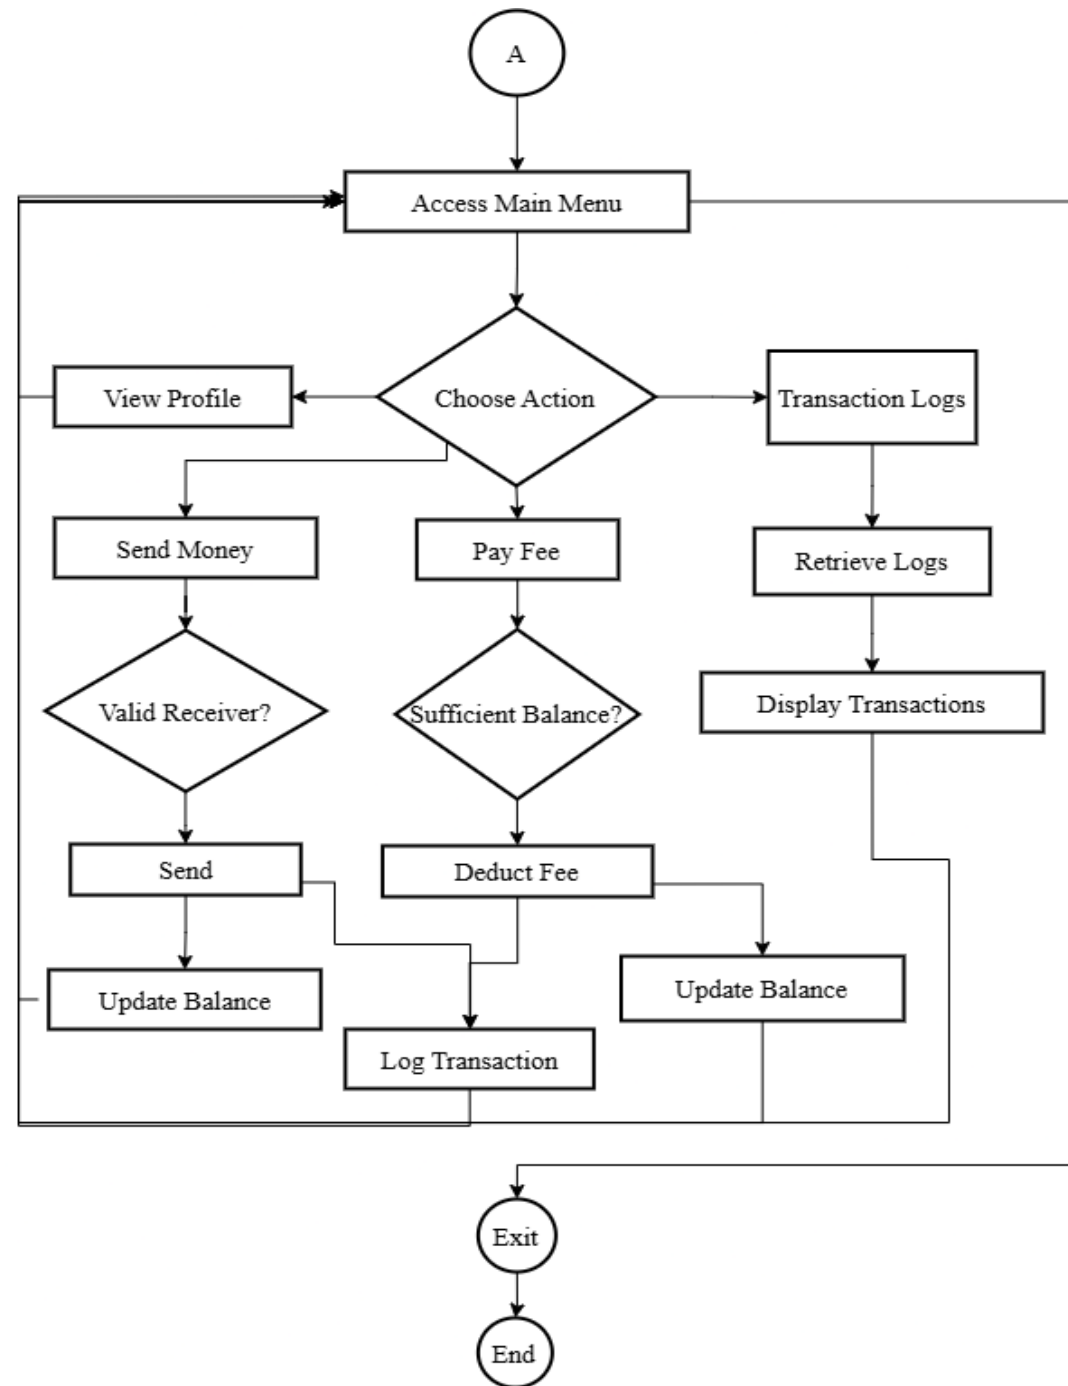 A
Access Main Menu
View Profile
Choose Action
Transaction Logs
Send Money
Pay Fee
Retrieve Logs
Valid Receiver?
Sufficient Balance?
Display Transactions
Send
Deduct Fee
Update Balance
Update Balance
Log Transaction
Exit
End